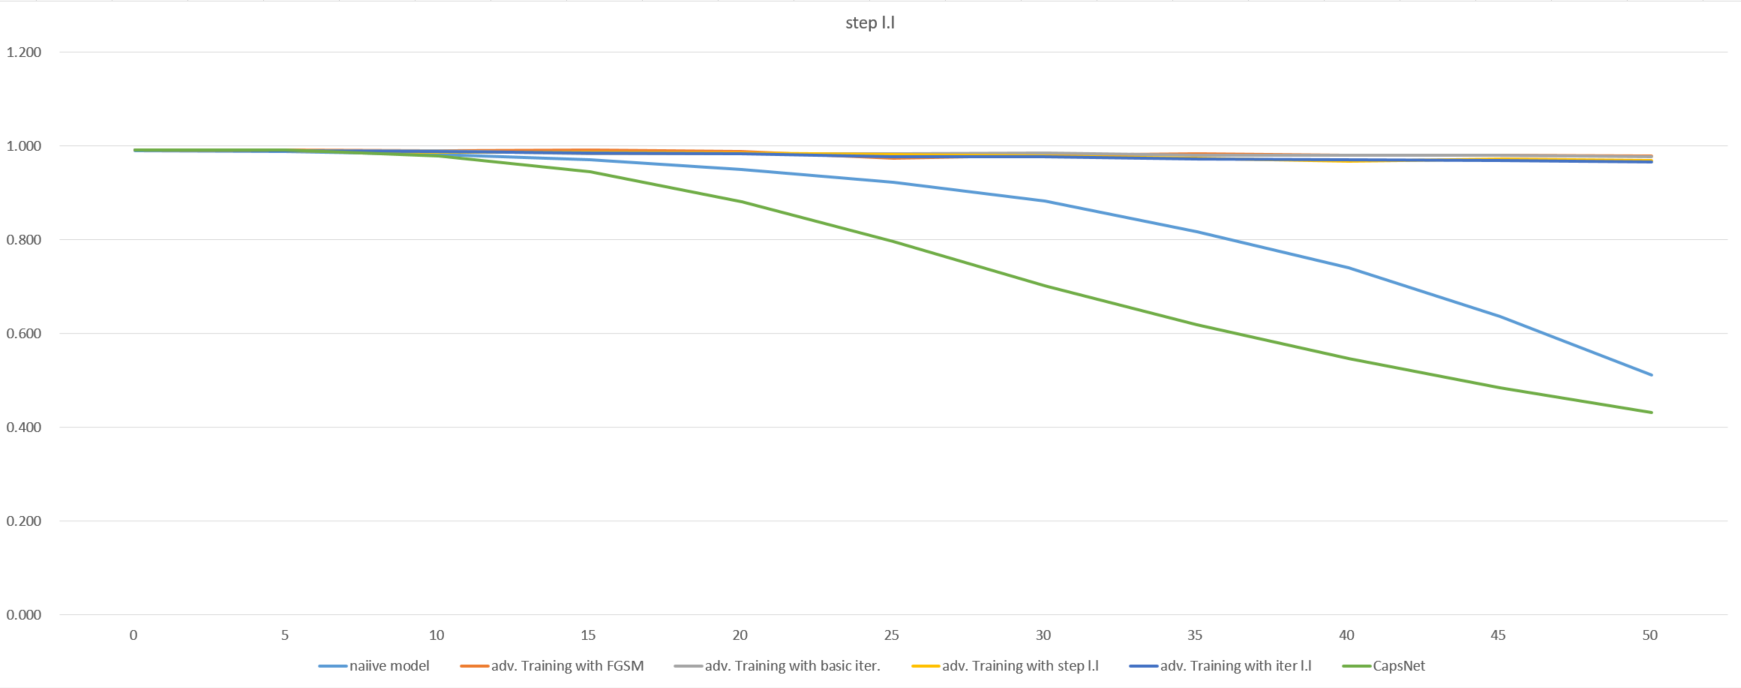 step l.l
1.200
1.000
0.800
0.600
0.400
0.200
0.000
0 5 10 15 20 25 30 35 40 45 50
naiive model adv. Training with FGSM adv. Training with basic iter. adv. Training with step l.l adv. Training with iter l.l CapsNet